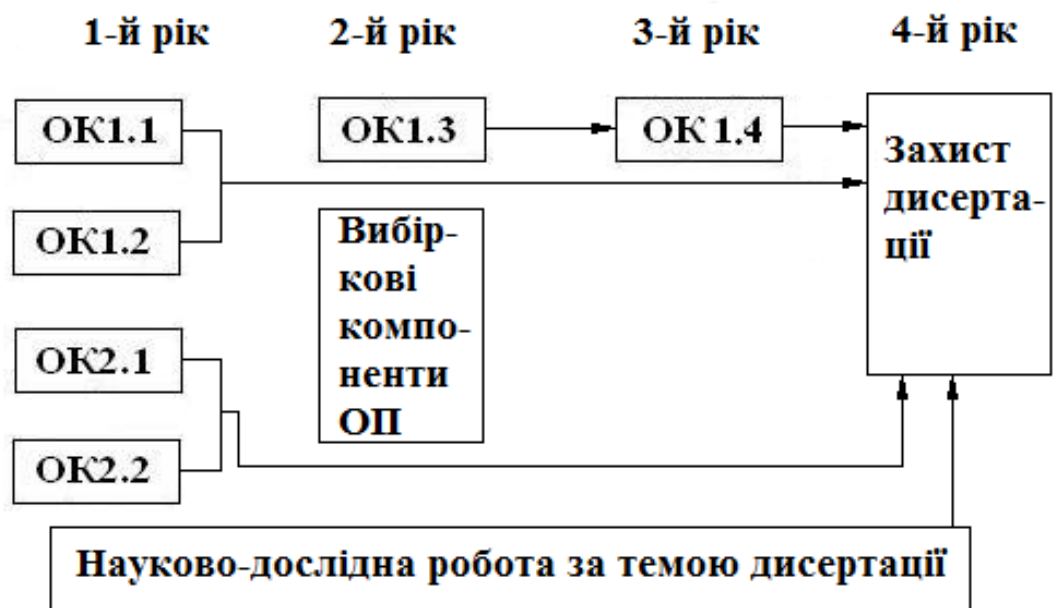 1-й рік 2-й рік 3-й рік 4-й рік
ОК1.1 ОК1.3 ОК 1.4
Захист
дисерта-
ції
ОК1.2
Вибір-
кові
компо-
ненти
ОП
ОК2.1
ОК2.2
Науково-дослідна робота за темою дисертації